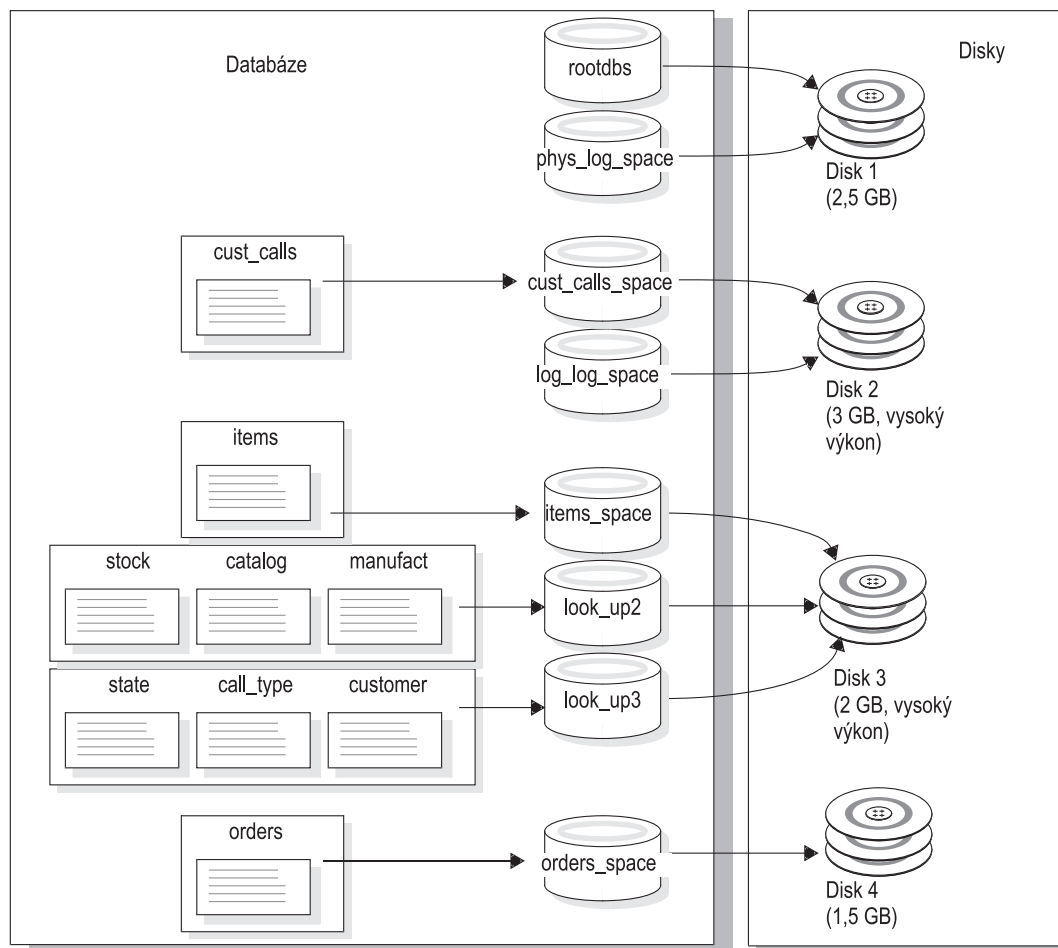 Databáze
Disky
rootdbs
phys_log_space
Disk 1
(2,5 GB)
cust_calls
cust_calls_space
log_log_space
Disk 2
(3 GB, vysoký
výkon)
items
items_space
stock
catalog
manufact
look_up2
state
call_type
customer
look_up3
Disk 3
(2 GB, vysoký
výkon)
orders
orders_space
Disk 4
(1,5 GB)